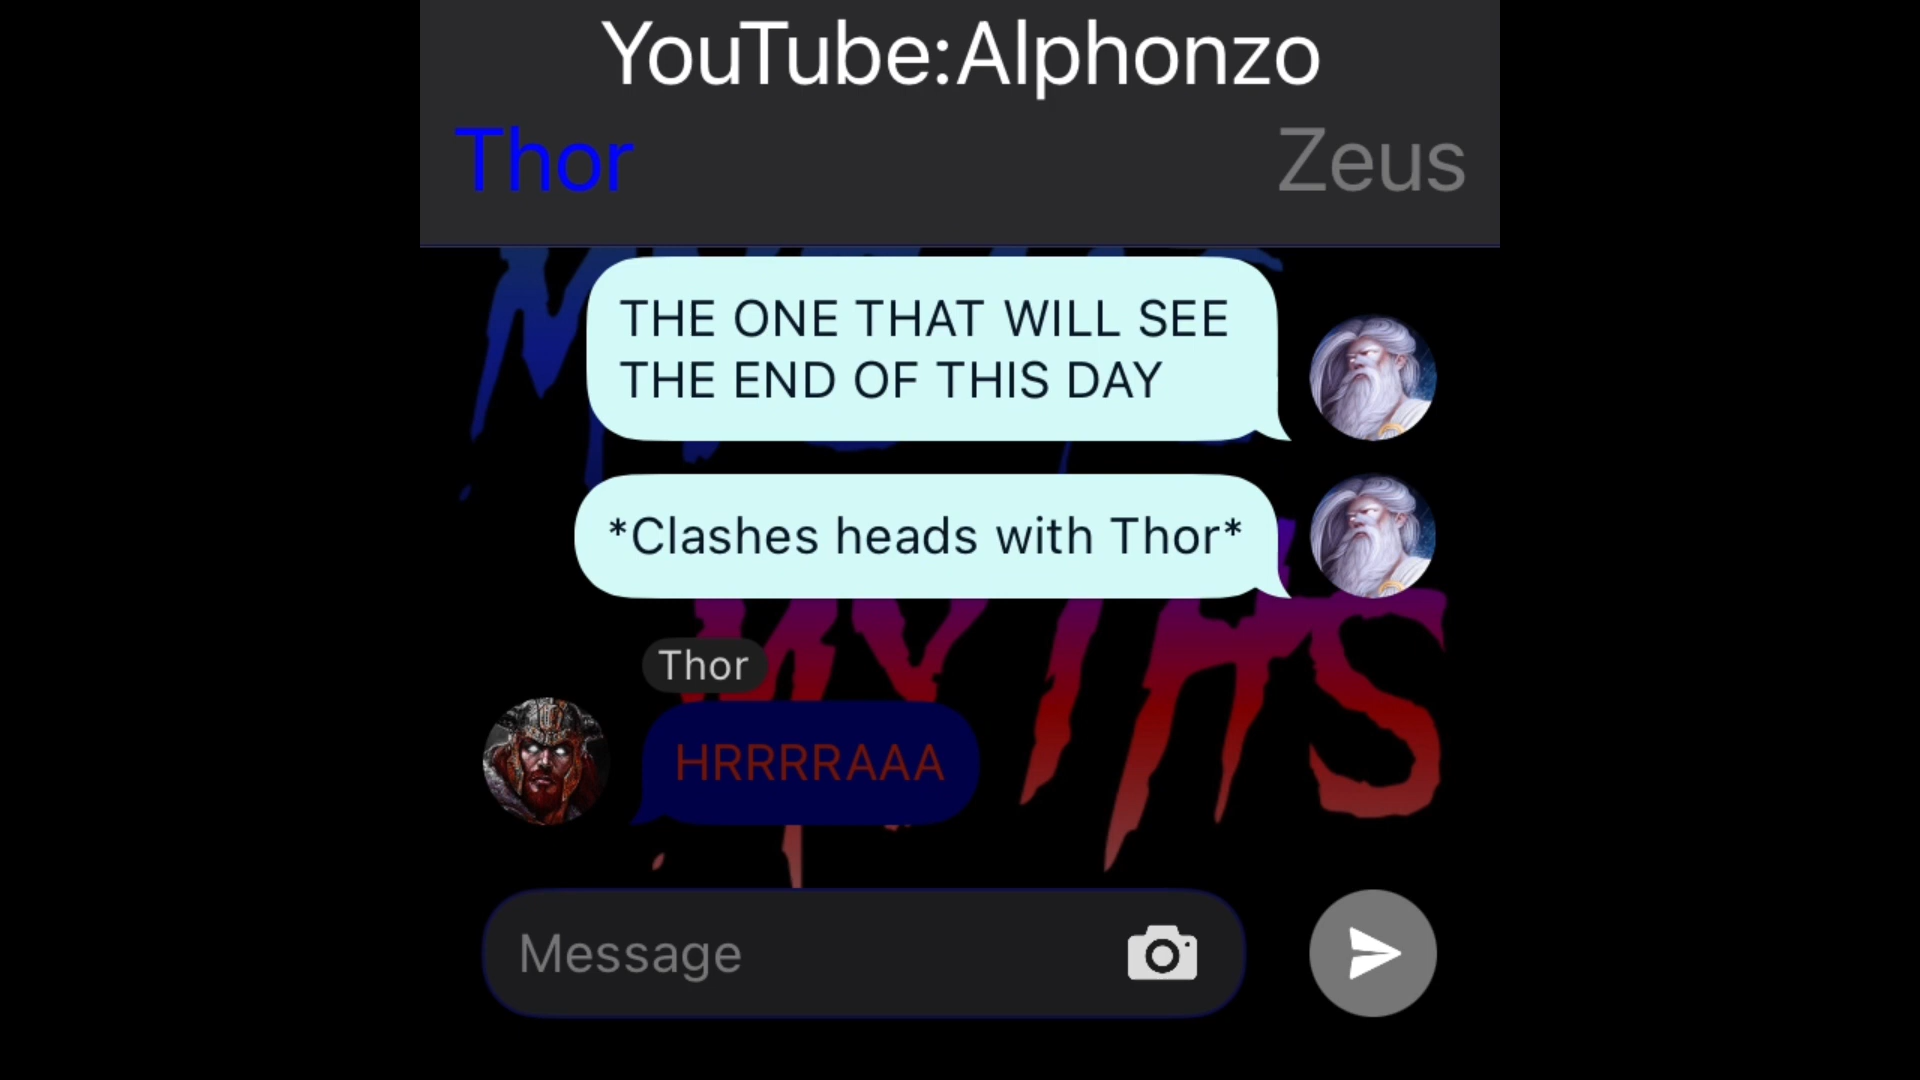 YouTube:Alphonzo
Thor
Zeus
THE ONE THAT WILL SEE
THE END OF THIS DAY
*Clashes heads with Thor*
Thor
HRRRRAAA
Message